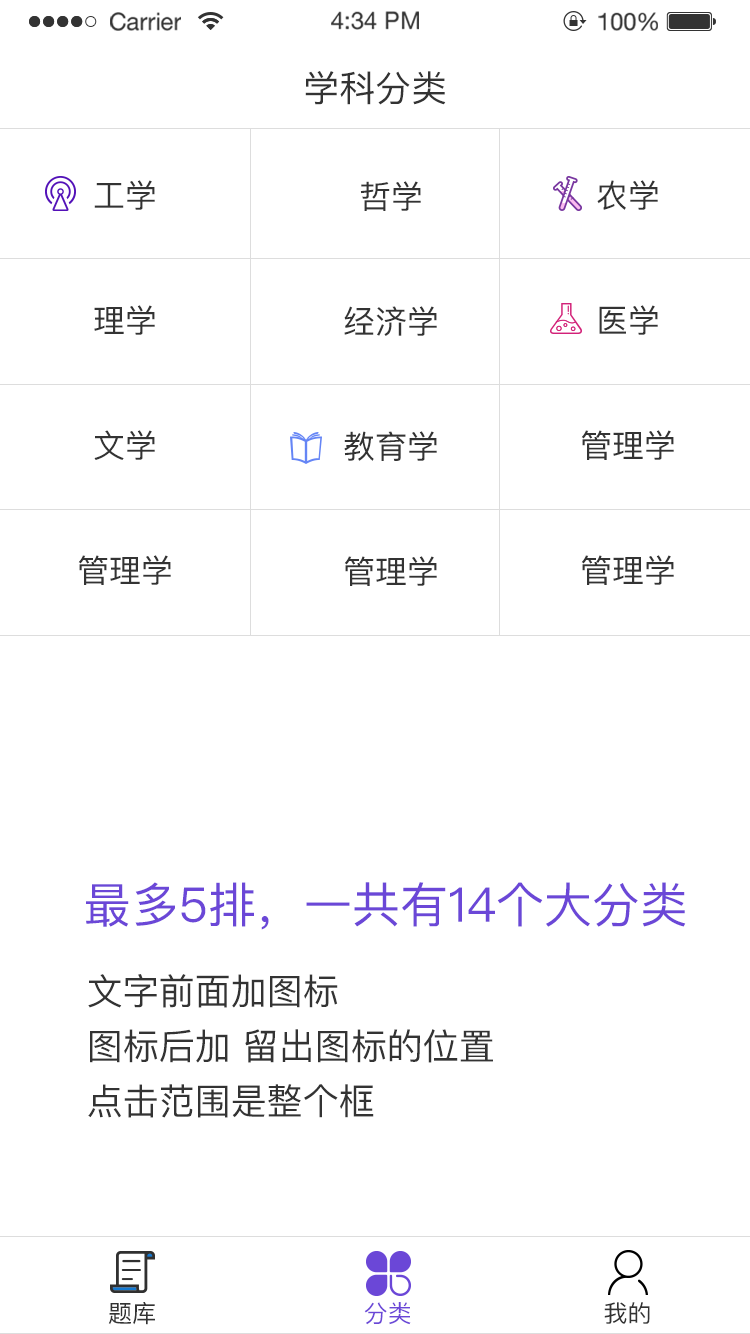 Carrier 4:34 PM 100%
学科分类
工学 哲学 农学
理学 经济学 医学
文学 教育学 管理学
管理学 管理学 管理学
最多5排，一共有14个大分类
文字前面加图标
图标后加 留出图标的位置
点击范围是整个框
题库 分类 我的